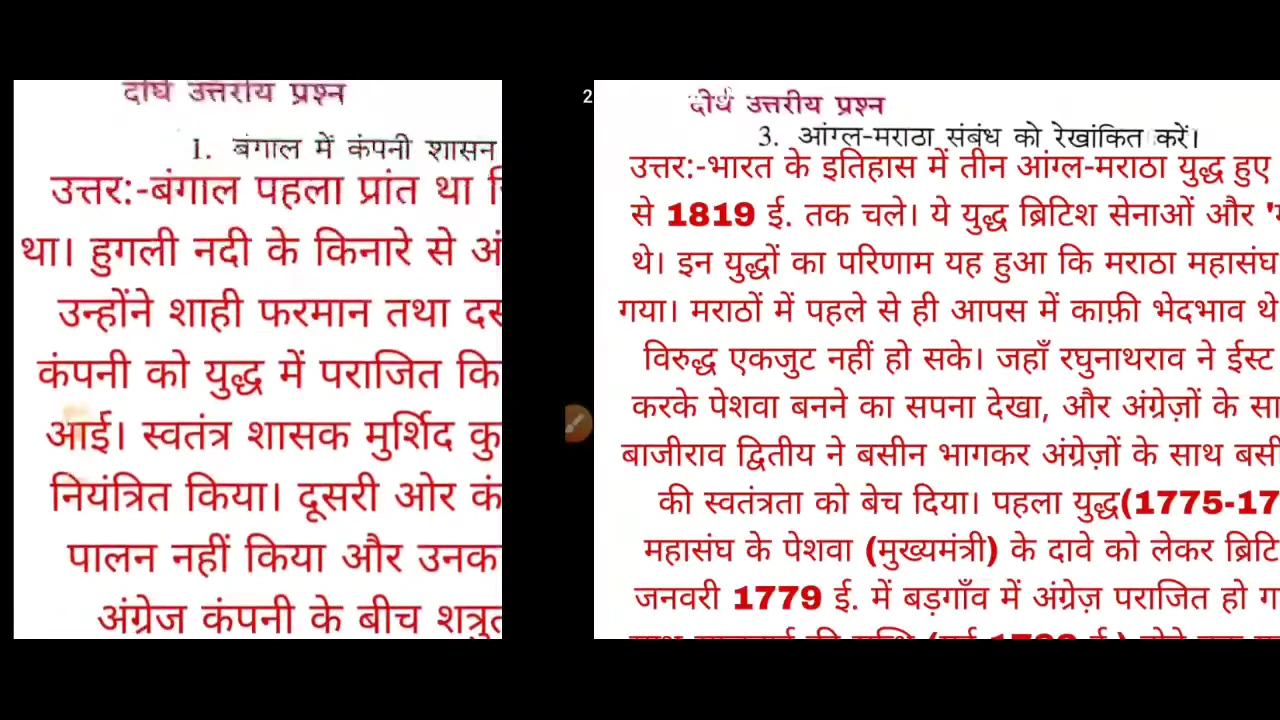 दीर्घ उत्तरीय प्रश्न
1. बंगाल में कंपनी शासन
उत्तर:-बंगाल पहला प्रांत था
था। हुगली नदी के किनारे से अं
उन्होंने शाही फरमान तथा दस
कंपनी को युद्ध में पराजित कि
आई। स्वतंत्र शासक मुर्शिद कु
नियंत्रित किया। दूसरी ओर कं
पालन नहीं किया और उनक
अंग्रेज कंपनी के बीच
2
दीर्घ उत्तरीय प्रश्न
3. आंग्ल-मराठा संबंध को रेखांकित करें।
उत्तर:-भारत के इतिहास में तीन आंग्ल-मराठा युद्ध हुए
से 1819 ई. तक चले। ये युद्ध ब्रिटिश सेनाओं और
थे। इन युद्धों का परिणाम यह हुआ कि मराठा महासंघ
गया। मराठों में पहले से ही आपस में काफ़ी भेदभाव थे
विरुद्ध एकजुट नहीं हो सके। जहाँ रघुनाथराव ने ईस्ट
करके पेशवा बनने का सपना देखा, और अंग्रेज़ों के सा
बाजीराव द्वितीय ने बसीन भागकर अंग्रेज़ों के साथ बसी
की स्वतंत्रता को बेच दिया। पहला युद्ध(1775-17
महासंघ के पेशवा (मुख्यमंत्री) के दावे को लेकर ब्रिटि
जनवरी 1779 ई. में बड़गाँव में अंग्रेज़ पराजित हो ग